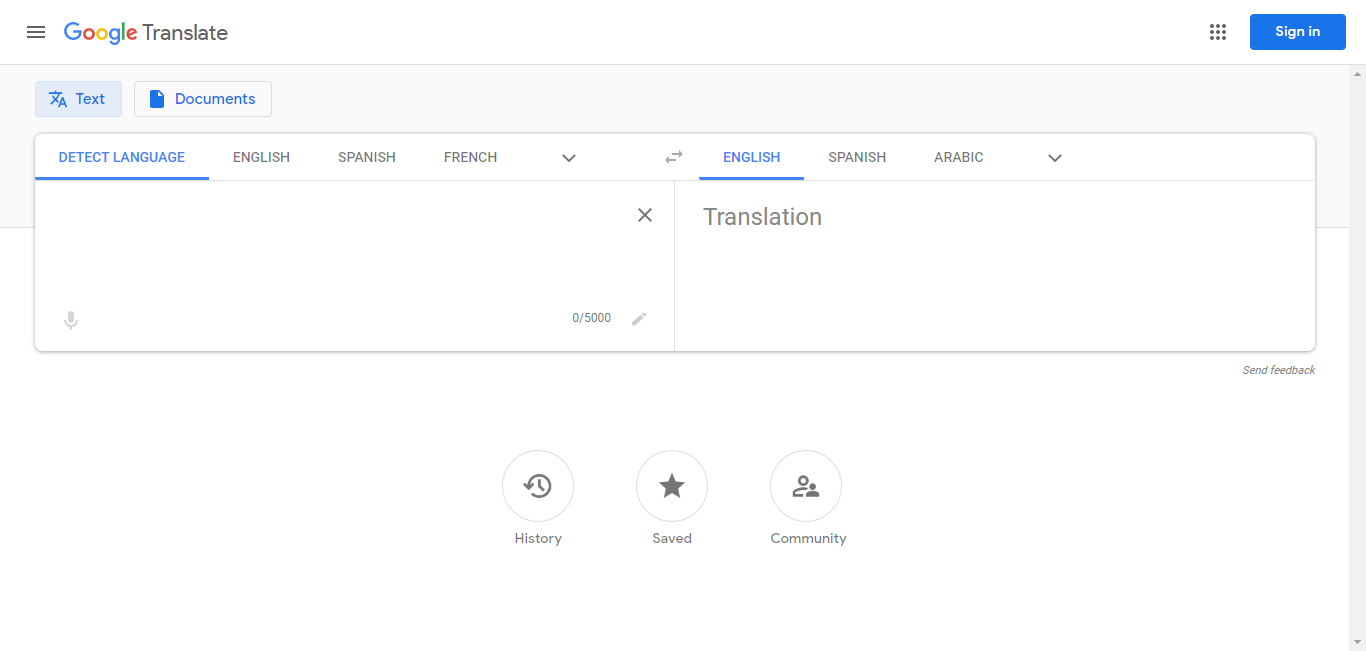 Google Translate
Sign in
Text
Documents
DETECT LANGUAGE ENGLISH SPANISH FRENCH ENGLISH SPANISH ARABIC
Translation
0/5000
Send feedback
History Saved Community